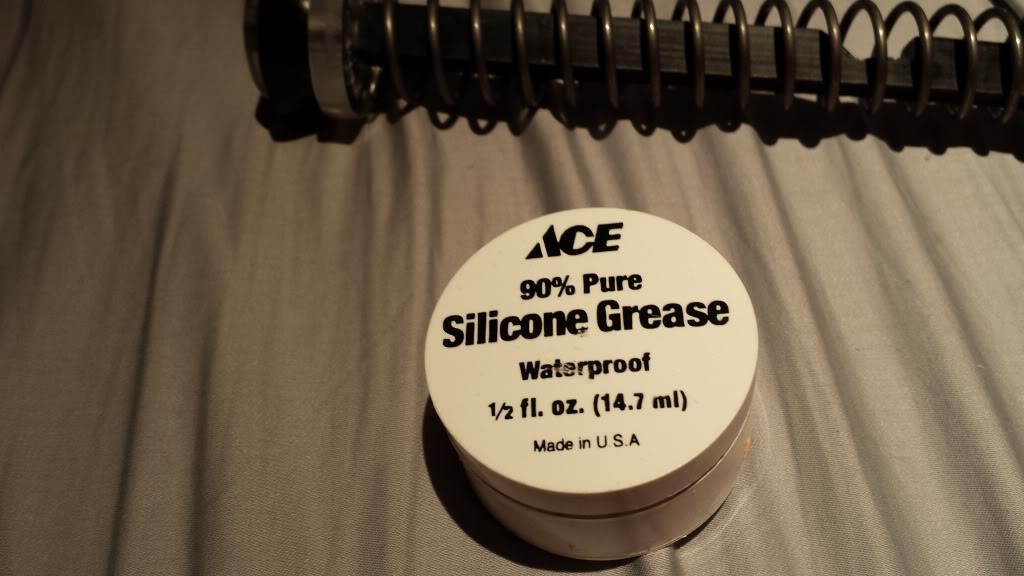 ACE
90% Pure
Silicone Grease
Waterproof
1/2 fl. oz. (14.7 ml)
Made in U.S.A